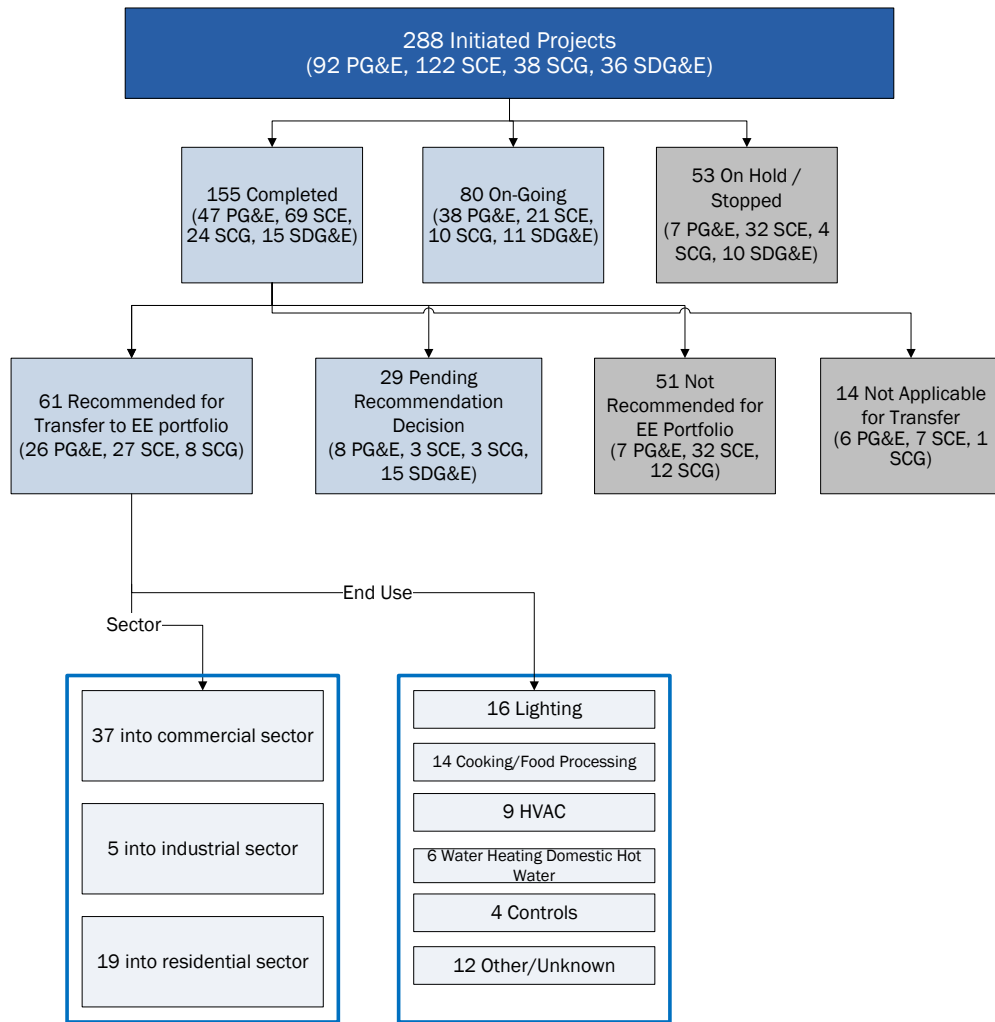 288 Initiated Projects
(92 PG&E, 122 SCE, 38 SCG, 36 SDG&E)
155 Completed
(47 PG&E, 69 SCE,
24 SCG, 15 SDG&E)
80 On-Going
(38 PG&E, 21 SCE,
10 SCG, 11 SDG&E)
53 On Hold /
Stopped
(7 PG&E, 32 SCE, 4
SCG, 10 SDG&E)
61 Recommended for
Transfer to EE portfolio
(26 PG&E, 27 SCE, 8 SCG)
29 Pending
Recommendation
Decision
(8 PG&E, 3 SCE, 3 SCG,
15 SDG&E)
51 Not
Recommended for
EE Portfolio
(7 PG&E, 32 SCE,
12 SCG)
14 Not Applicable
for Transfer
(6 PG&E, 7 SCE, 1
SCG)
End Use
Sector
37 into commercial sector
5 into industrial sector
19 into residential sector
16 Lighting
14 Cooking/Food Processing
9 HVAC
6 Water Heating Domestic Hot
Water
4 Controls
12 Other/Unknown